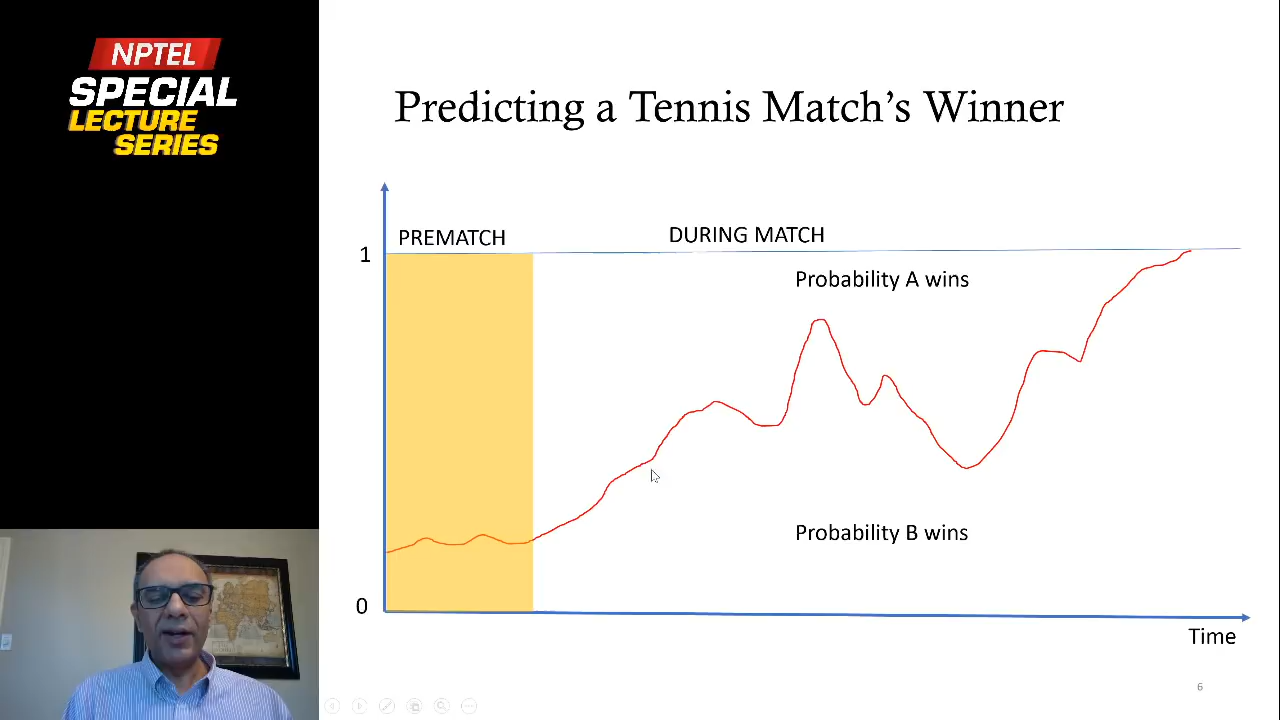 NPTEL
SPECIAL
LECTURE
SERIES
Predicting a Tennis Match’s Winner
PREMATCH
DURING MATCH
1
Probability A wins
Probability B wins
0
Time
6